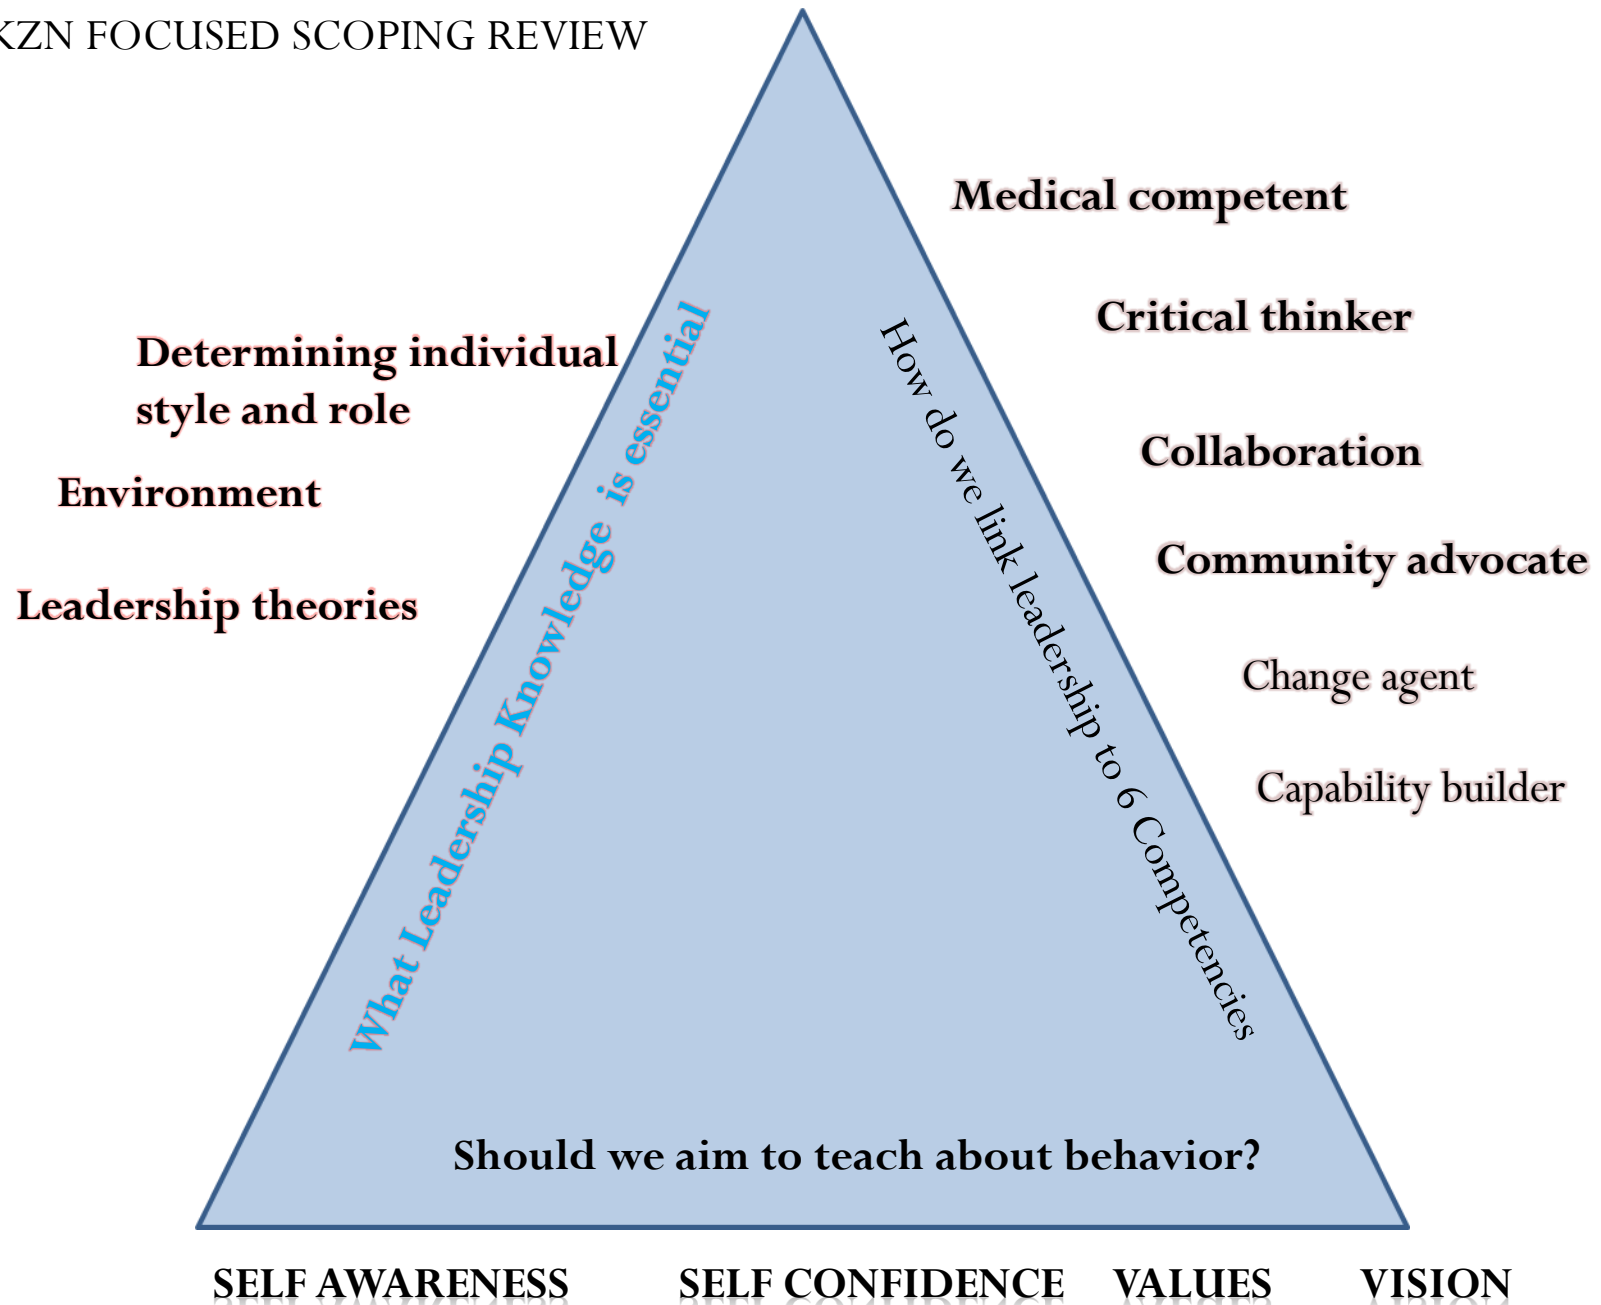 KZN FOCUSED SCOPING REVIEW
Medical competent
Critical thinker
Collaboration
Community advocate
Change agent
Capability builder
Determining individual
style and role
Environment
Leadership theories
What Leadership Knowledge is essential
How do we link leadership to 6 Competencies
Should we aim to teach about behavior?
SELF AWARENESS SELF CONFIDENCE VALUES VISION